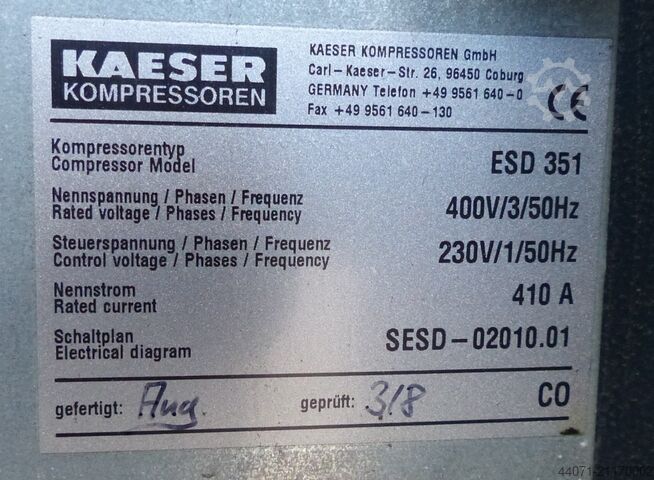 KAESER
KOMPRESSOREN
KAESER KOMPRESSOREN GmbH
Carl-Kaeser-Str. 26, 96450 Coburg
GERMANY Telefon +49 9561 640-0
Fax +49 9561 640-130
CE
Kompressorentyp
Compressor Model
ESD 351
Nennspannung / Phasen / Frequenz
Rated voltage / Phases / Frequency
400V/3/50Hz
Steuerspannung / Phasen / Frequenz
Control voltage / Phases / Frequency
230V/1/50Hz
Nennstrom
Rated current
410 A
Schaltplan
Electrical diagram
SESD-02010.01
gefertigt: Aug. geprüft: 318 CO